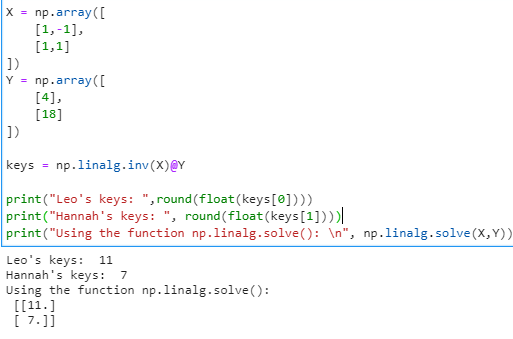 X = np.array([
    [1,-1],
    [1,1]
])
Y = np.array([
    [4],
    [18]
])
keys = np.linalg.inv(X)@Y
print("Leo's keys: ",round(float(keys[0])))
print("Hannah's keys: ", round(float(keys[1])))
print("Using the function np.linalg.solve(): \n", np.linalg.solve(X,Y))
Leo's keys:  11
Hannah's keys:  7
Using the function np.linalg.solve():
 [[11.]
 [ 7.]]